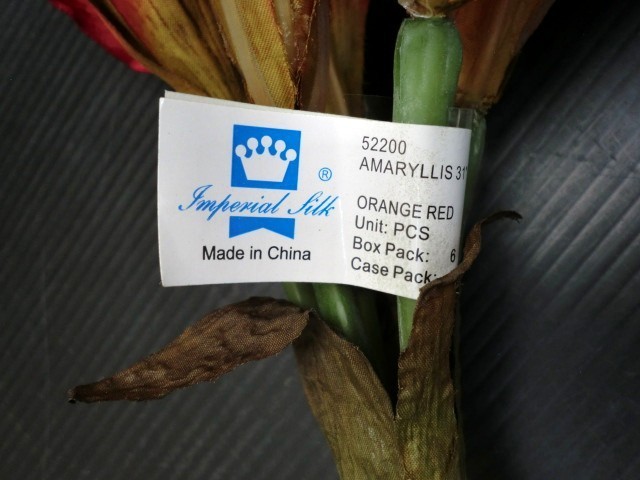 ®
Imperial Silk
Made in China
52200
AMARYLLIS 31"
ORANGE RED
Unit: PCS
Box Pack: 6
Case Pack: